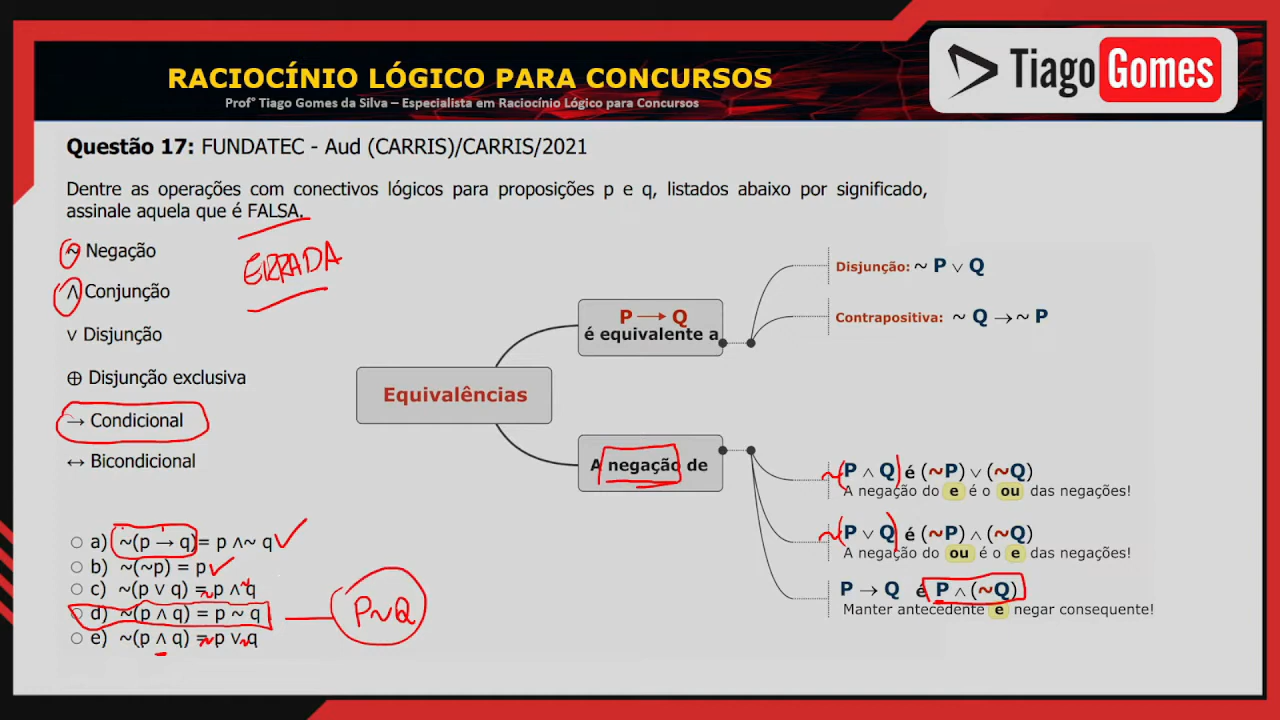 RACIOCÍNIO LÓGICO PARA CONCURSOS
Prof° Tiago Gomes da Silva – Especialista em Raciocínio Lógico para Concursos
Tiago Gomes
Questão 17: FUNDATEC - Aud (CARRIS)/CARRIS/2021
Dentre as operações com conectivos lógicos para proposições p e q, listados abaixo por significado,
assinale aquela que é FALSA.
~ Negação
ERRADA
∧ Conjunção
∨ Disjunção
⊕ Disjunção exclusiva
→ Condicional
↔ Bicondicional
Equivalências
P → Q
é equivalente a
Disjunção: ~ P ∨ Q
Contrapositiva: ~ Q → ~ P
A negação de
~(P ∧ Q) é (~P) ∨ (~Q)
A negação do e é o ou das negações!
~(P ∨ Q) é (~P) ∧ (~Q)
A negação do ou é o e das negações!
P → Q é P ∧ (~Q)
Manter antecedente e negar consequente!
a) ~(p → q) = p ∧~ q
b) ~(~p) = p
c) ~(p ∨ q) = ~p ∧ ~q
d) ~(p ∧ q) = p ~ q
P~Q
e) ~(p ∧ q) = ~p ∨ ~q